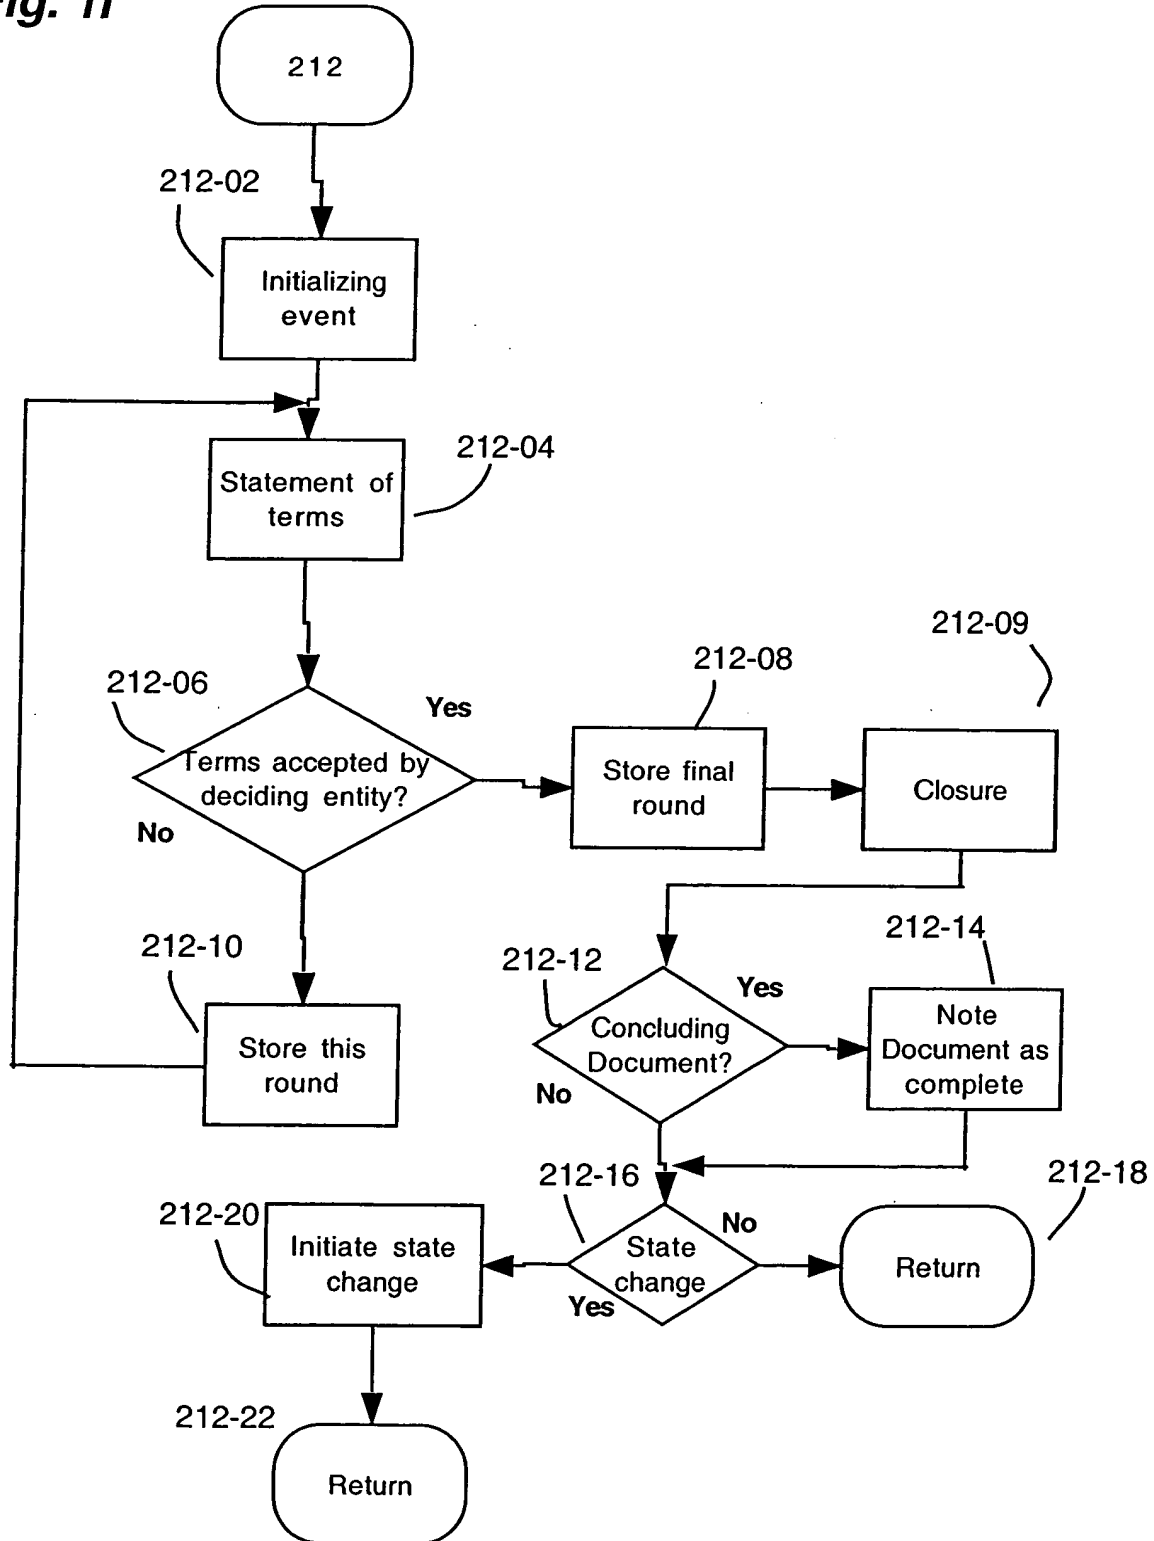 Fig. 11
212
212-02
Initializing
event
212-04
Statement of
terms
212-06
Terms accepted by
deciding entity?
Yes
No
212-08
Store final
round
212-09
Closure
212-10
Store this
round
212-12
Concluding
Document?
Yes
No
212-14
Note
Document as
complete
212-16
State
change
No
Yes
212-18
Return
212-20
Initiate state
change
212-22
Return